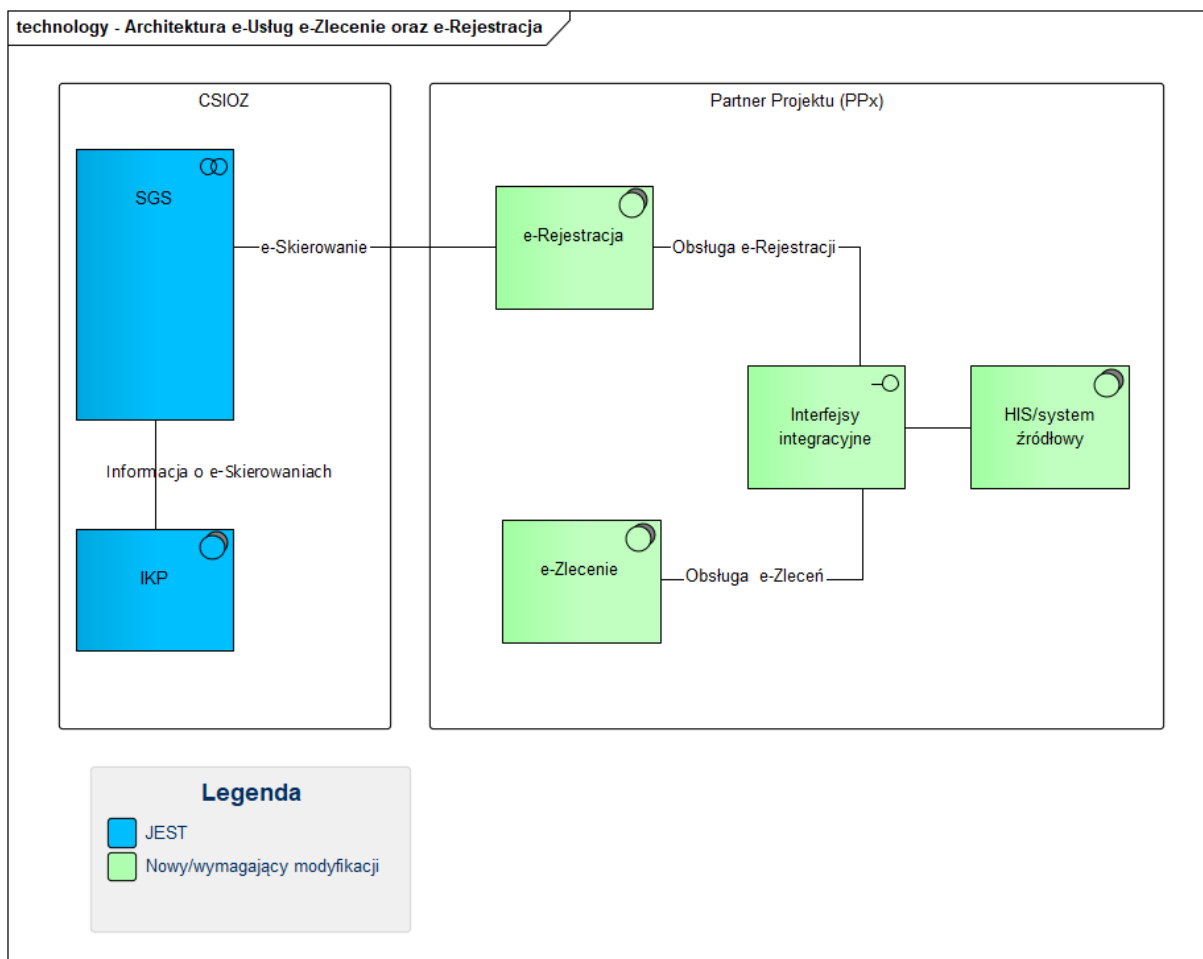 technology - Architektura e-Usług e-Zlecenie oraz e-Rejestracja
CSIOZ
Partner Projektu (PPx)
SGS
e-Skierowanie
e-Rejestracja
Obsługa e-Rejestracji
Interfejsy
integracyjne
HIS/system
źródłowy
Informacja o e-Skierowaniach
IKP
e-Zlecenie
Obsługa e-Zleceń
Legenda
JEST
Nowy/wymagający modyfikacji